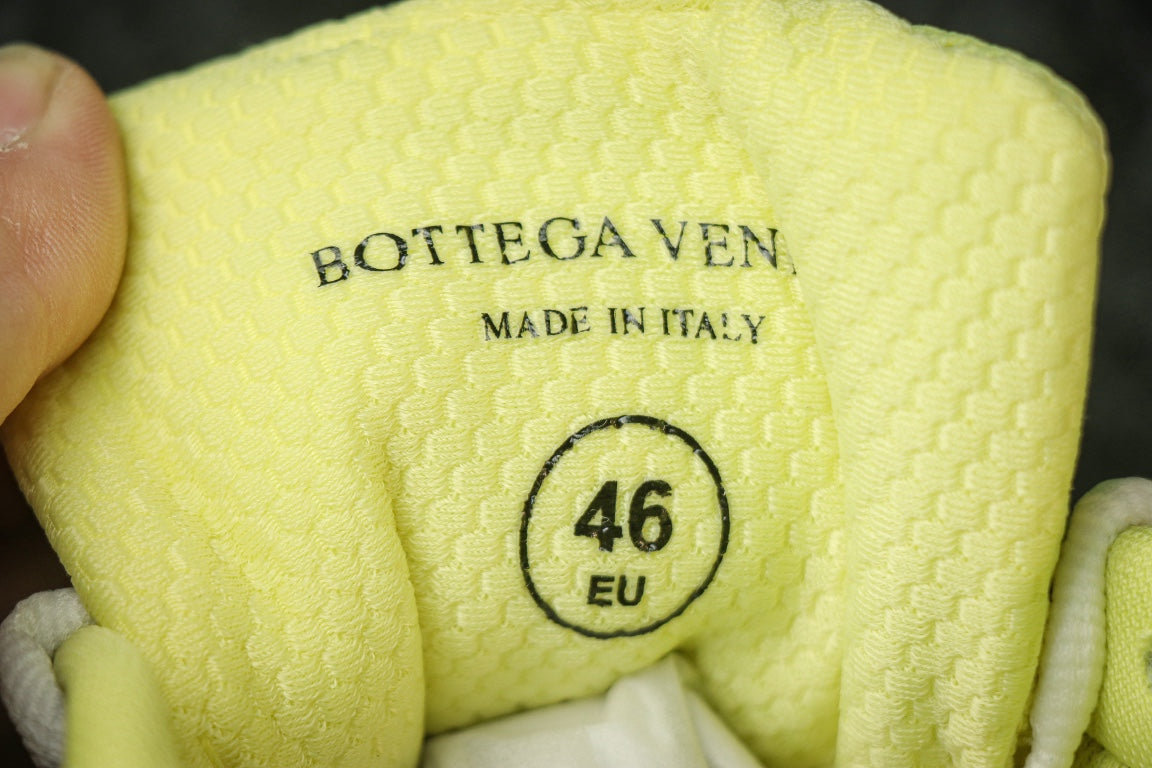 BOTTEGA VEN
MADE IN ITALY
46
EU